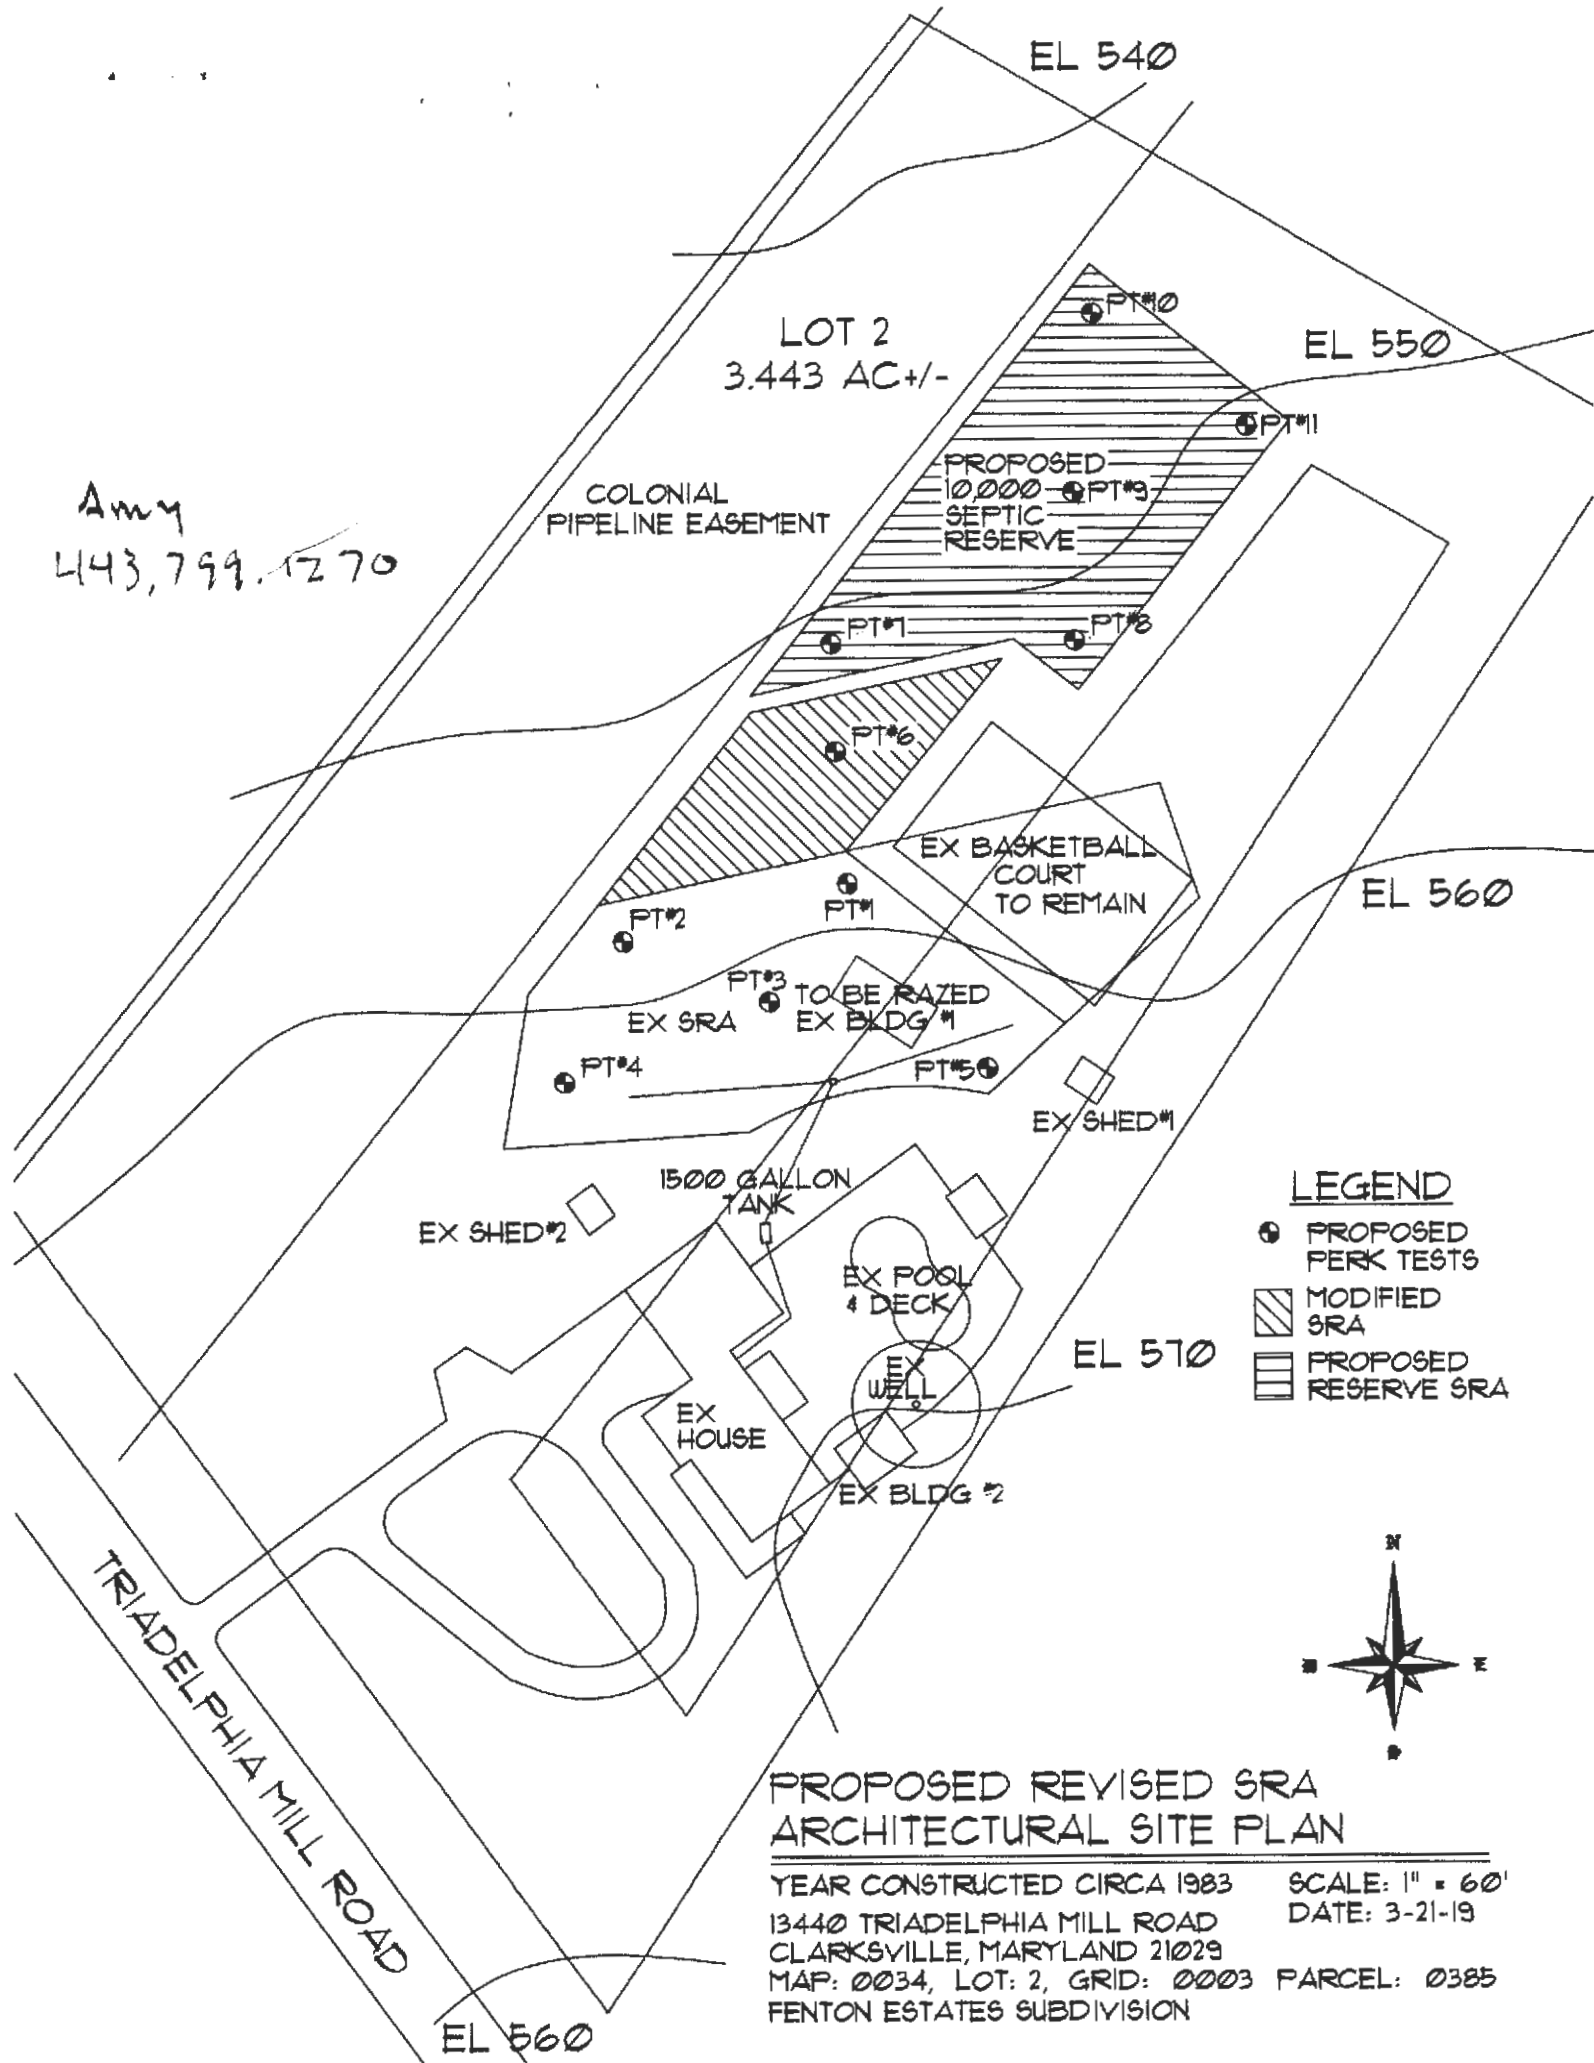 EL 540
LOT 2
3.443 AC+/-
PT#10
EL 550
PT#11
PROPOSED
10,000
SEPTIC
RESERVE
PT#9
COLONIAL
PIPELINE EASEMENT
Amy
443.799.1270
PT#7
PT#8
PT#6
EX BASKETBALL
COURT
TO REMAIN
EL 560
PT#1
PT#2
PT#3
TO BE RAZED
EX BLDG #1
EX SRA
PT#4
PT#5
EX SHED#1
1500 GALLON
TANK
EX SHED#2
EX POOL
& DECK
EX
WELL
EL 570
EX
HOUSE
EX BLDG #2
LEGEND
PROPOSED
PERK TESTS
MODIFIED
SRA
PROPOSED
RESERVE SRA
N
E
TRIADELPHIA MILL ROAD
EL 560
PROPOSED REVISED SRA
ARCHITECTURAL SITE PLAN
YEAR CONSTRUCTED CIRCA 1983 SCALE: 1" = 60'
13440 TRIADELPHIA MILL ROAD DATE: 3-21-19
CLARKSVILLE, MARYLAND 21029
MAP: 0034, LOT: 2, GRID: 0003 PARCEL: 0385
FENTON ESTATES SUBDIVISION